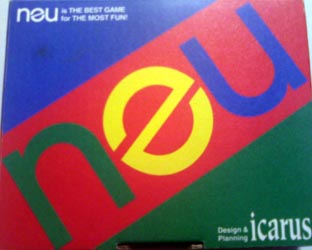 neu is THE BEST GAME
for THE MOST FUN!
neu
Design &
Planning icarus